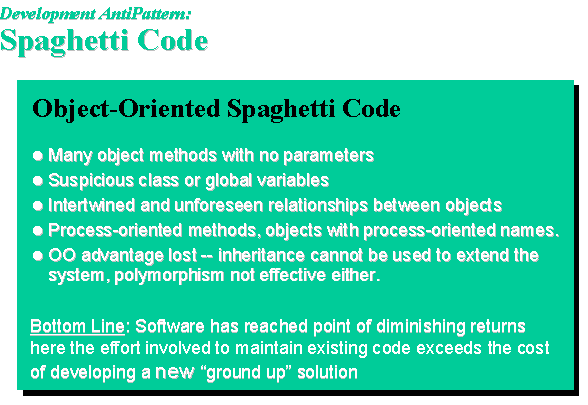 Development AntiPattern:
Spaghetti Code
Object-Oriented Spaghetti Code
● Many object methods with no parameters
● Suspicious class or global variables
● Intertwined and unforeseen relationships between objects
● Process-oriented methods, objects with process-oriented names.
● OO advantage lost -- inheritance cannot be used to extend the
system, polymorphism not effective either.
Bottom Line: Software has reached point of diminishing returns
here the effort involved to maintain existing code exceeds the cost
of developing a new “ground up” solution